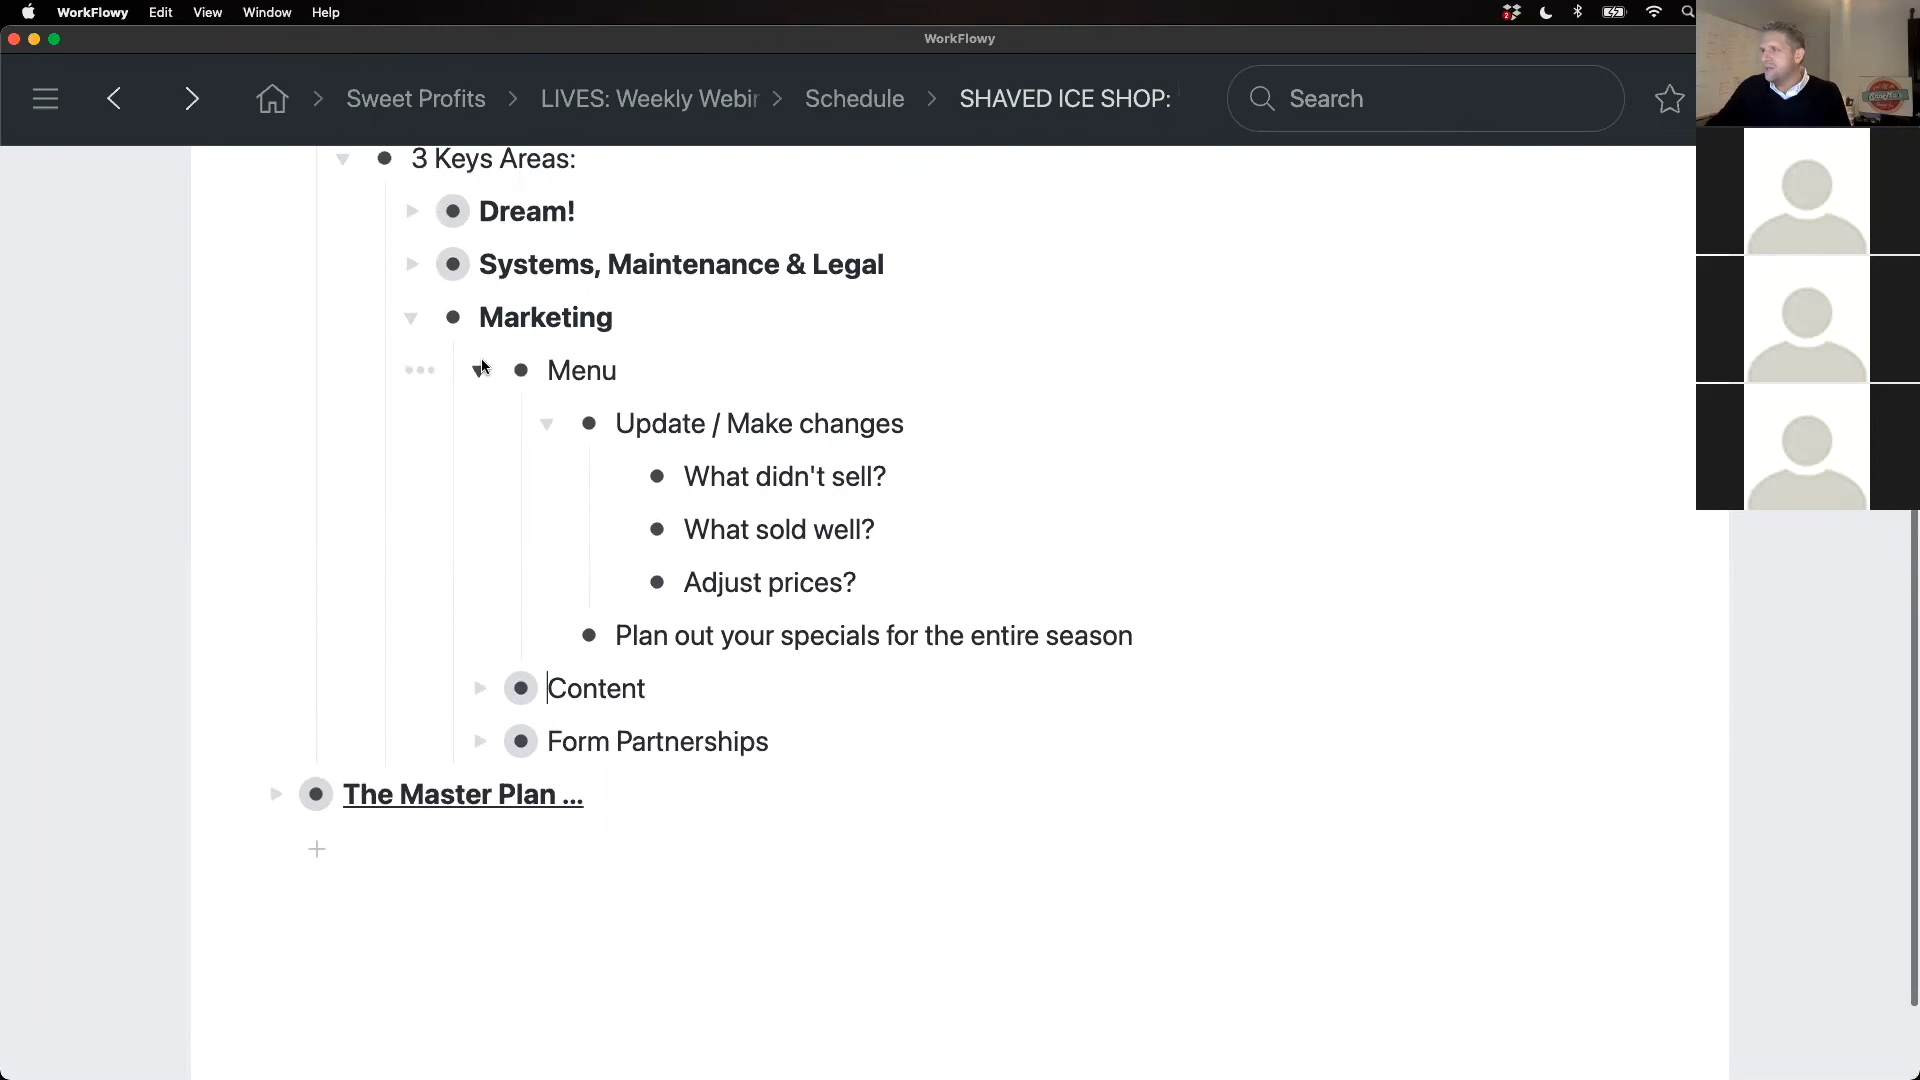 WorkFlowy Edit View Window Help
WorkFlowy
Sweet Profits LIVES: Weekly Webir Schedule SHAVED ICE SHOP: Search
3 Keys Areas:
Dream!
Systems, Maintenance & Legal
Marketing
Menu
Update / Make changes
What didn't sell?
What sold well?
Adjust prices?
Plan out your specials for the entire season
Content
Form Partnerships
The Master Plan ...